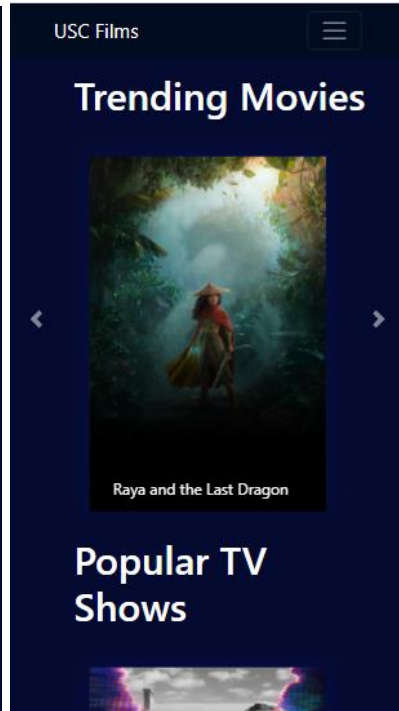 USC Films
Trending Movies
Raya and the Last Dragon
Popular TV
Shows